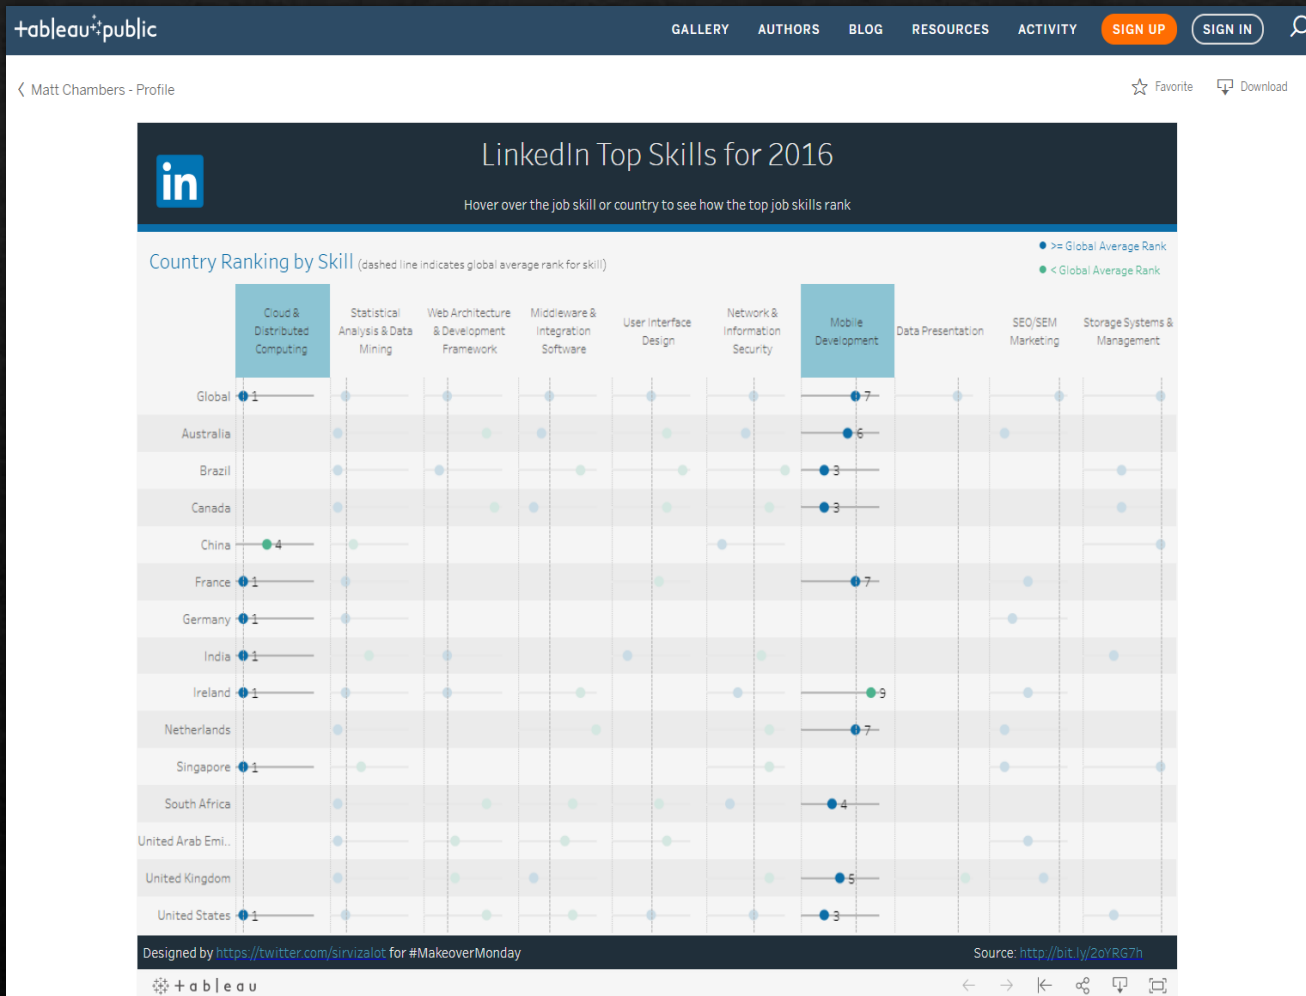 +ableau+public
GALLERY AUTHORS BLOG RESOURCES ACTIVITY SIGN UP SIGN IN
Matt Chambers - Profile
Favorite Download
in
LinkedIn Top Skills for 2016
Hover over the job skill or country to see how the top job skills rank
>= Global Average Rank
Country Ranking by Skill (dashed line indicates global average rank for skill)
< Global Average Rank
Cloud &
Distributed
Computing
Statistical
Analysis & Data
Mining
Web Architecture
& Development
Framework
Middleware &
Integration
Software
User Interface
Design
Network &
Information
Security
Mobile
Development
Data Presentation
SEO/SEM
Marketing
Storage Systems &
Management
Global 1 7
Australia 6
Brazil 3
Canada 3
China 4
France 1 7
Germany 1
India 1
Ireland 1 9
Netherlands 7
Singapore 1
South Africa 4
United Arab Emi..
United Kingdom 5
United States 1 3
Designed by https://twitter.com/sirvizalot for #MakeoverMonday
Source: http://bit.ly/2oYRG7h
+ableau